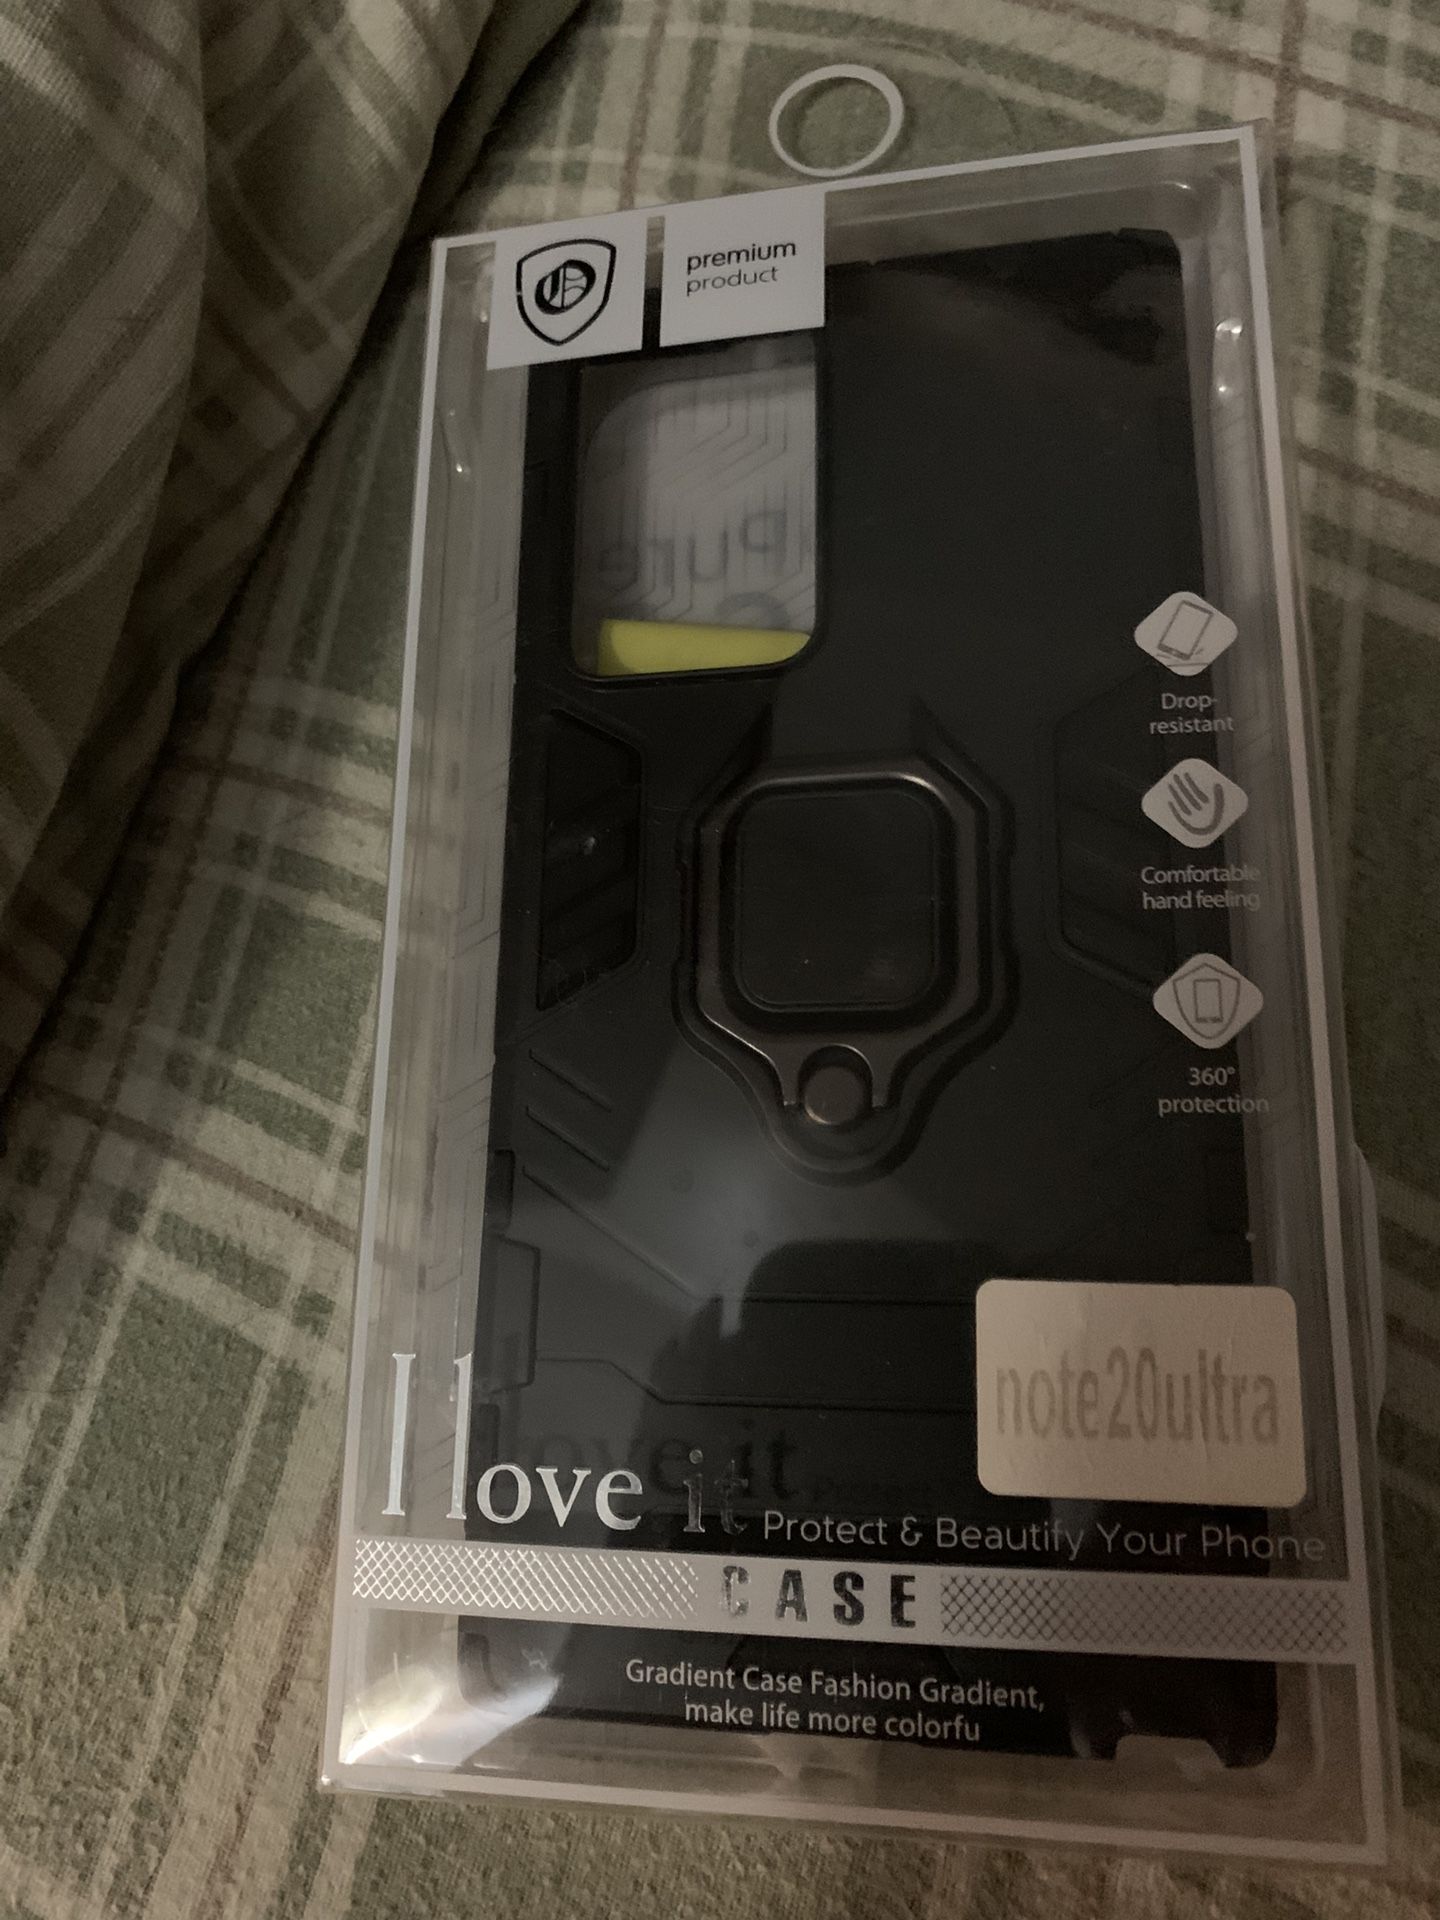 premium
product
Drop-
resistant
Comfortable
hand feeling
360°
protection
note20ultra
I love it
Protect & Beautify Your Phone
CASE
Gradient Case Fashion Gradient,
make life more colorfu